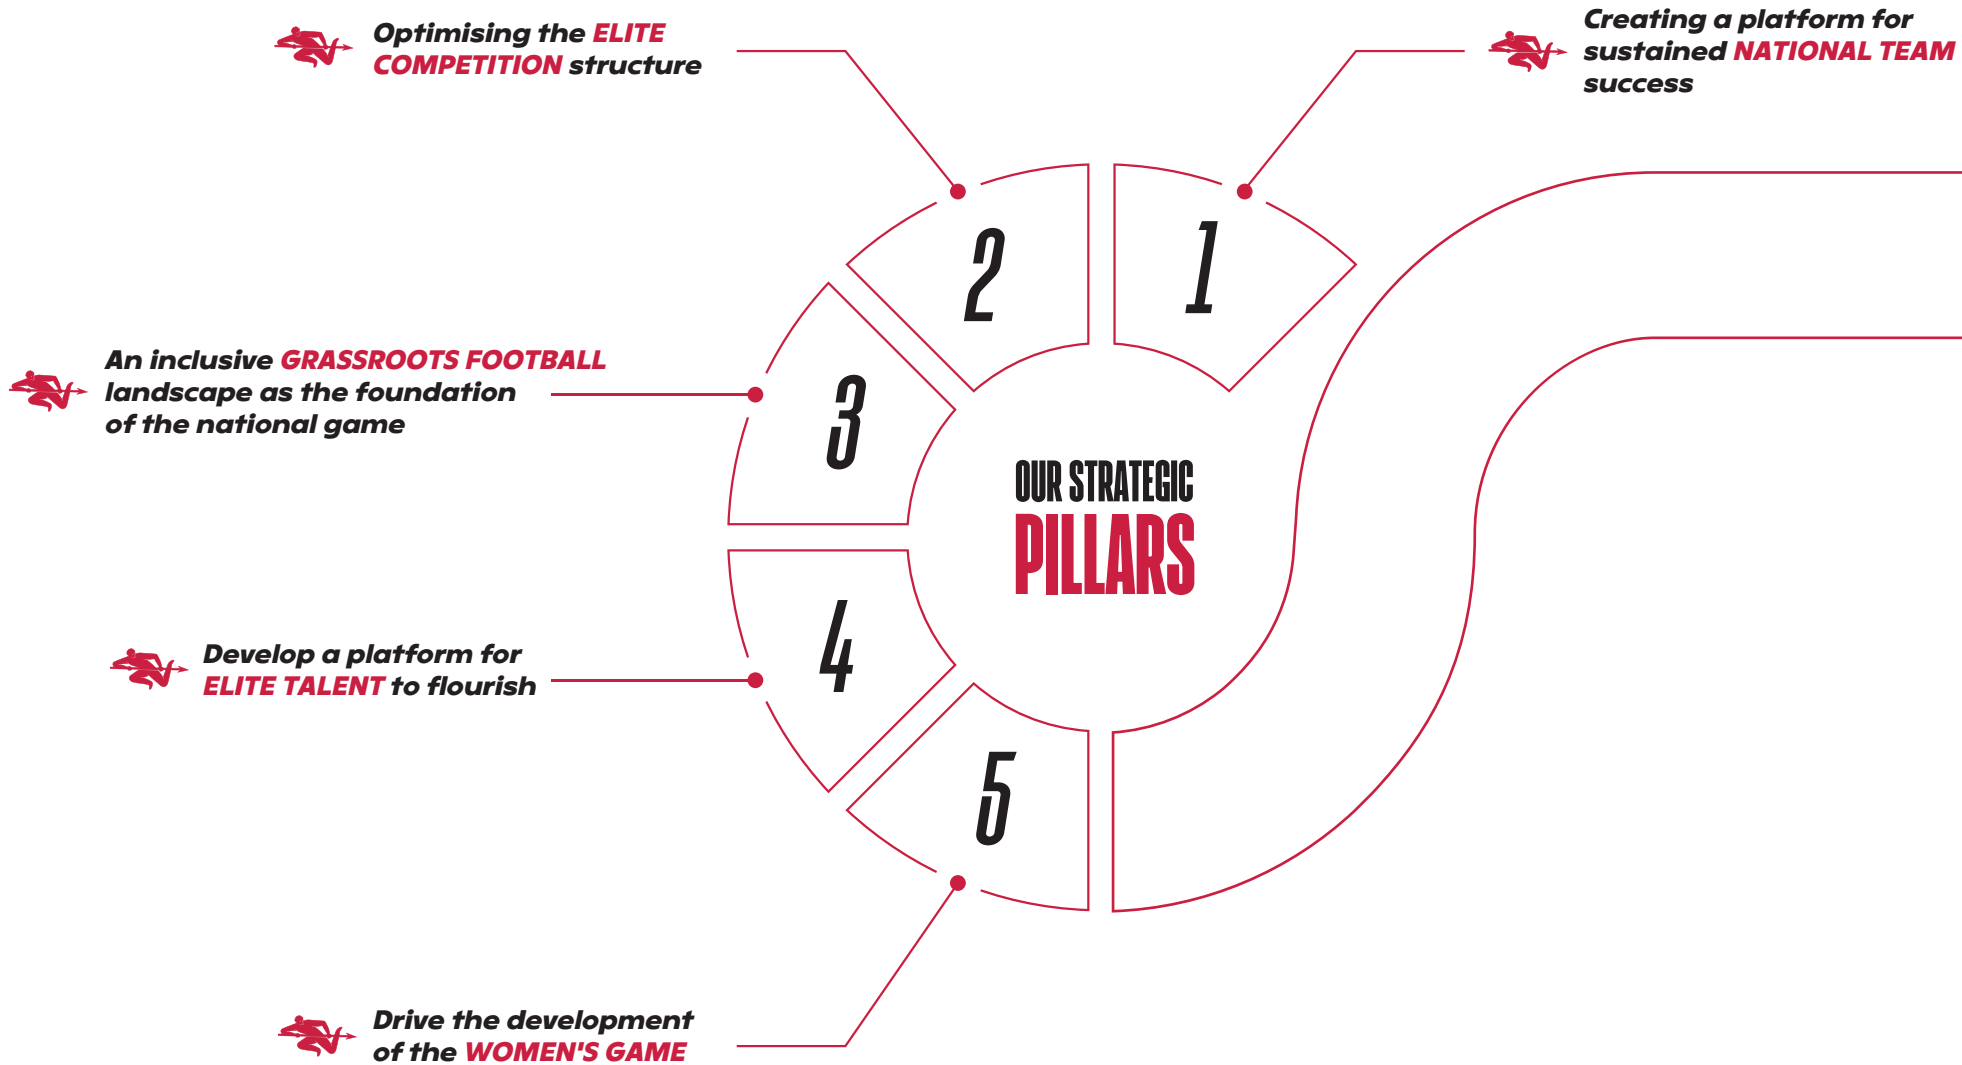 Optimising the ELITE
COMPETITION structure
Creating a platform for
sustained NATIONAL TEAM
success
2
1
An inclusive GRASSROOTS FOOTBALL
landscape as the foundation
of the national game
3
OUR STRATEGIC
PILLARS
Develop a platform for
ELITE TALENT to flourish
4
5
Drive the development
of the WOMEN'S GAME